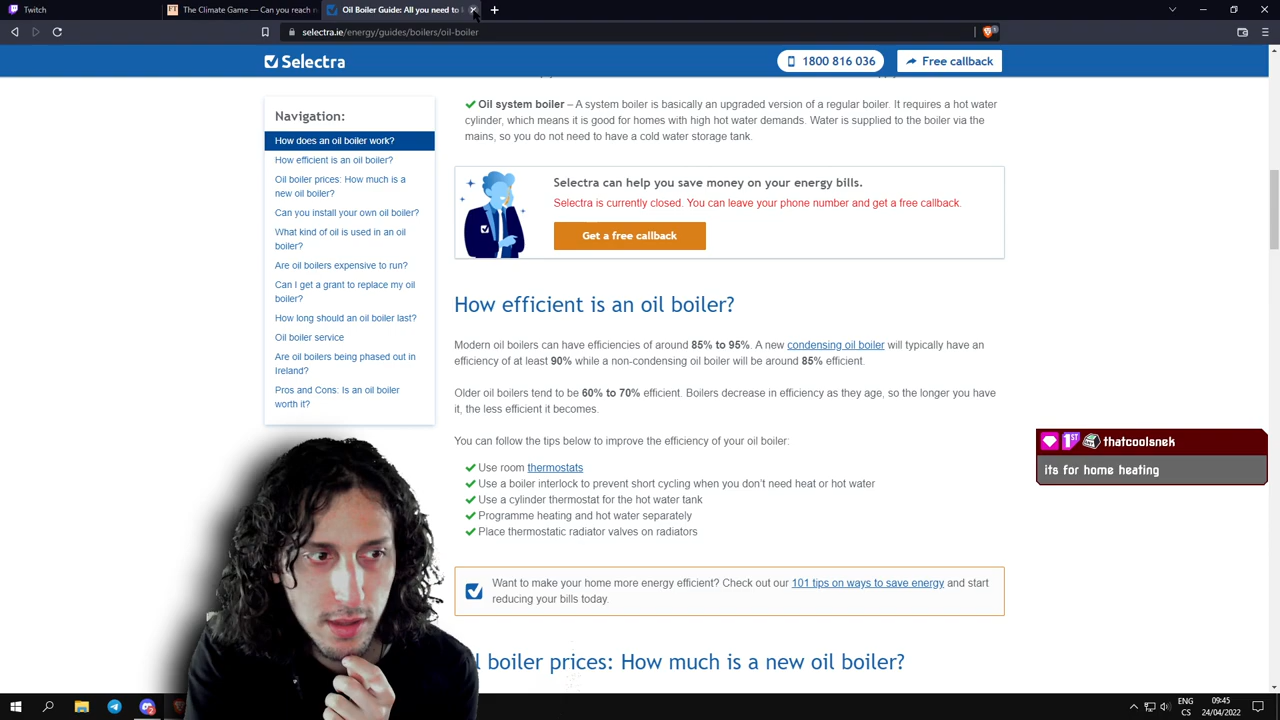 Twitch
The Climate Game — Can you reach
Oil Boiler Guide: All you need to
selectra.ie/energy/guides/boilers/oil-boiler
Selectra
1800 816 036
Free callback
Navigation:
How does an oil boiler work?
How efficient is an oil boiler?
Oil boiler prices: How much is a
new oil boiler?
Can you install your own oil boiler?
What kind of oil is used in an oil
boiler?
Are oil boilers expensive to run?
Can I get a grant to replace my oil
boiler?
How long should an oil boiler last?
Oil boiler service
Are oil boilers being phased out in
Ireland?
Pros and Cons: Is an oil boiler
worth it?
Oil system boiler – A system boiler is basically an upgraded version of a regular boiler. It requires a hot water
cylinder, which means it is good for homes with high hot water demands. Water is supplied to the boiler via the
mains, so you do not need to have a cold water storage tank.
Selectra can help you save money on your energy bills.
Selectra is currently closed. You can leave your phone number and get a free callback.
Get a free callback
How efficient is an oil boiler?
Modern oil boilers can have efficiencies of around 85% to 95%. A new condensing oil boiler will typically have an
efficiency of at least 90% while a non-condensing oil boiler will be around 85% efficient.
Older oil boilers tend to be 60% to 70% efficient. Boilers decrease in efficiency as they age, so the longer you have
it, the less efficient it becomes.
You can follow the tips below to improve the efficiency of your oil boiler:
Use room thermostats
Use a boiler interlock to prevent short cycling when you don't need heat or hot water
Use a cylinder thermostat for the hot water tank
Programme heating and hot water separately
Place thermostatic radiator valves on radiators
Want to make your home more energy efficient? Check out our 101 tips on ways to save energy and start
reducing your bills today.
l boiler prices: How much is a new oil boiler?
1ST thatcoolsnek
its for home heating
ENG
CS
09:45
24/04/2022